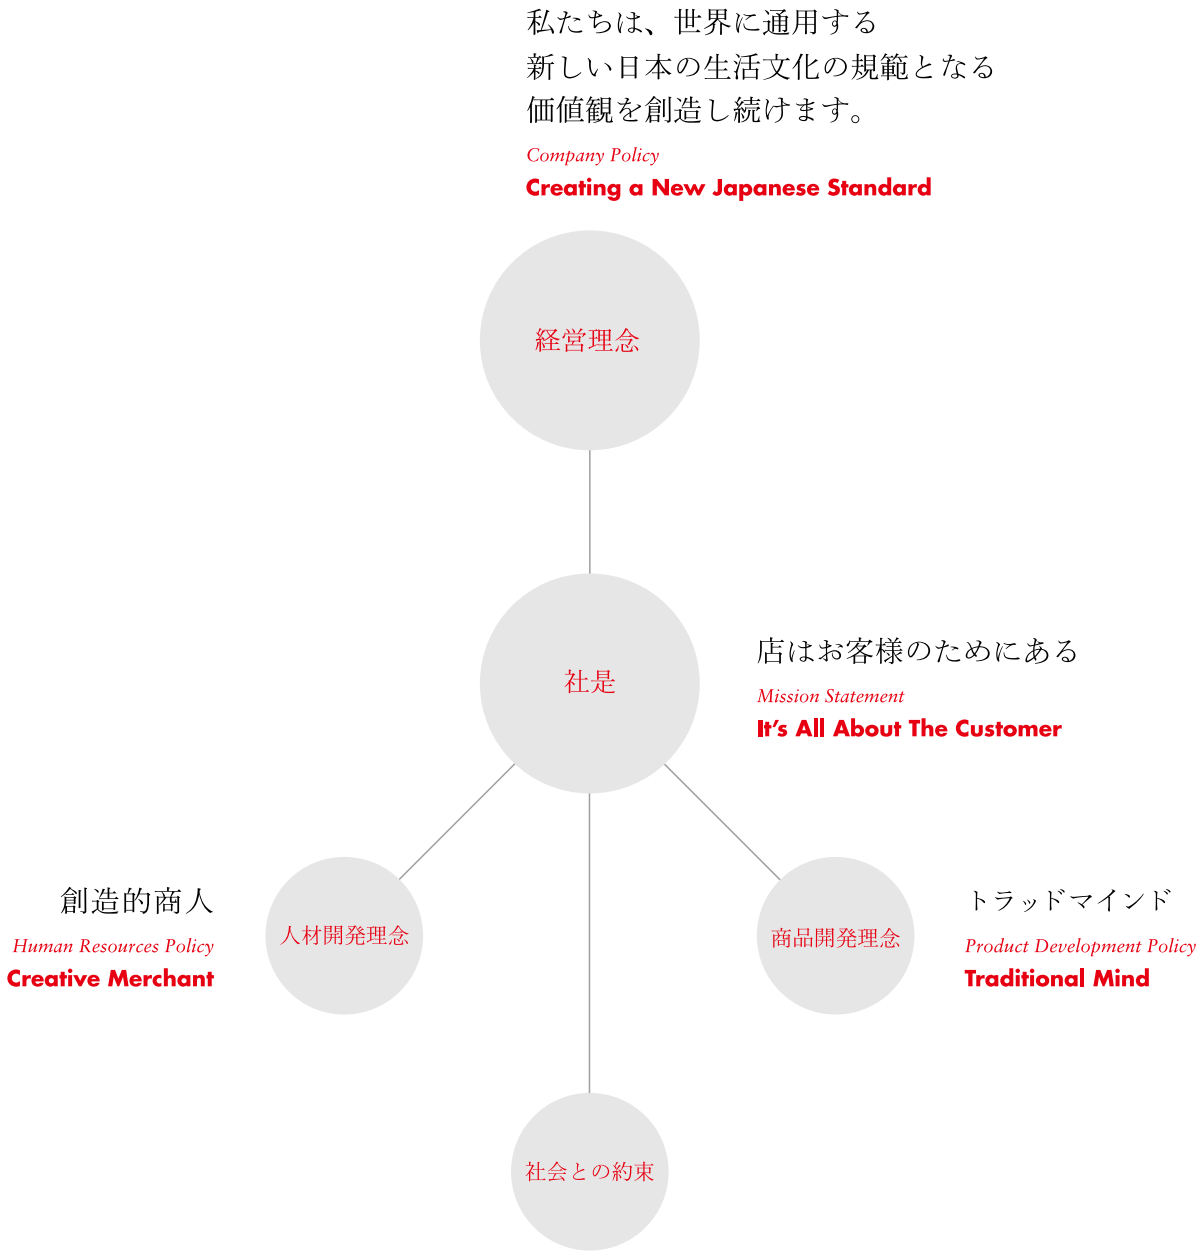 私たちは、世界に通用する
新しい日本の生活文化の規範となる
価値観を創造し続けます。
Company Policy
Creating a New Japanese Standard
経営理念
社是
店はお客様のためにある
Mission Statement
It's All About The Customer
創造的商人
Human Resources Policy
Creative Merchant
人材開発理念
商品開発理念
トラッドマインド
Product Development Policy
Traditional Mind
社会との約束